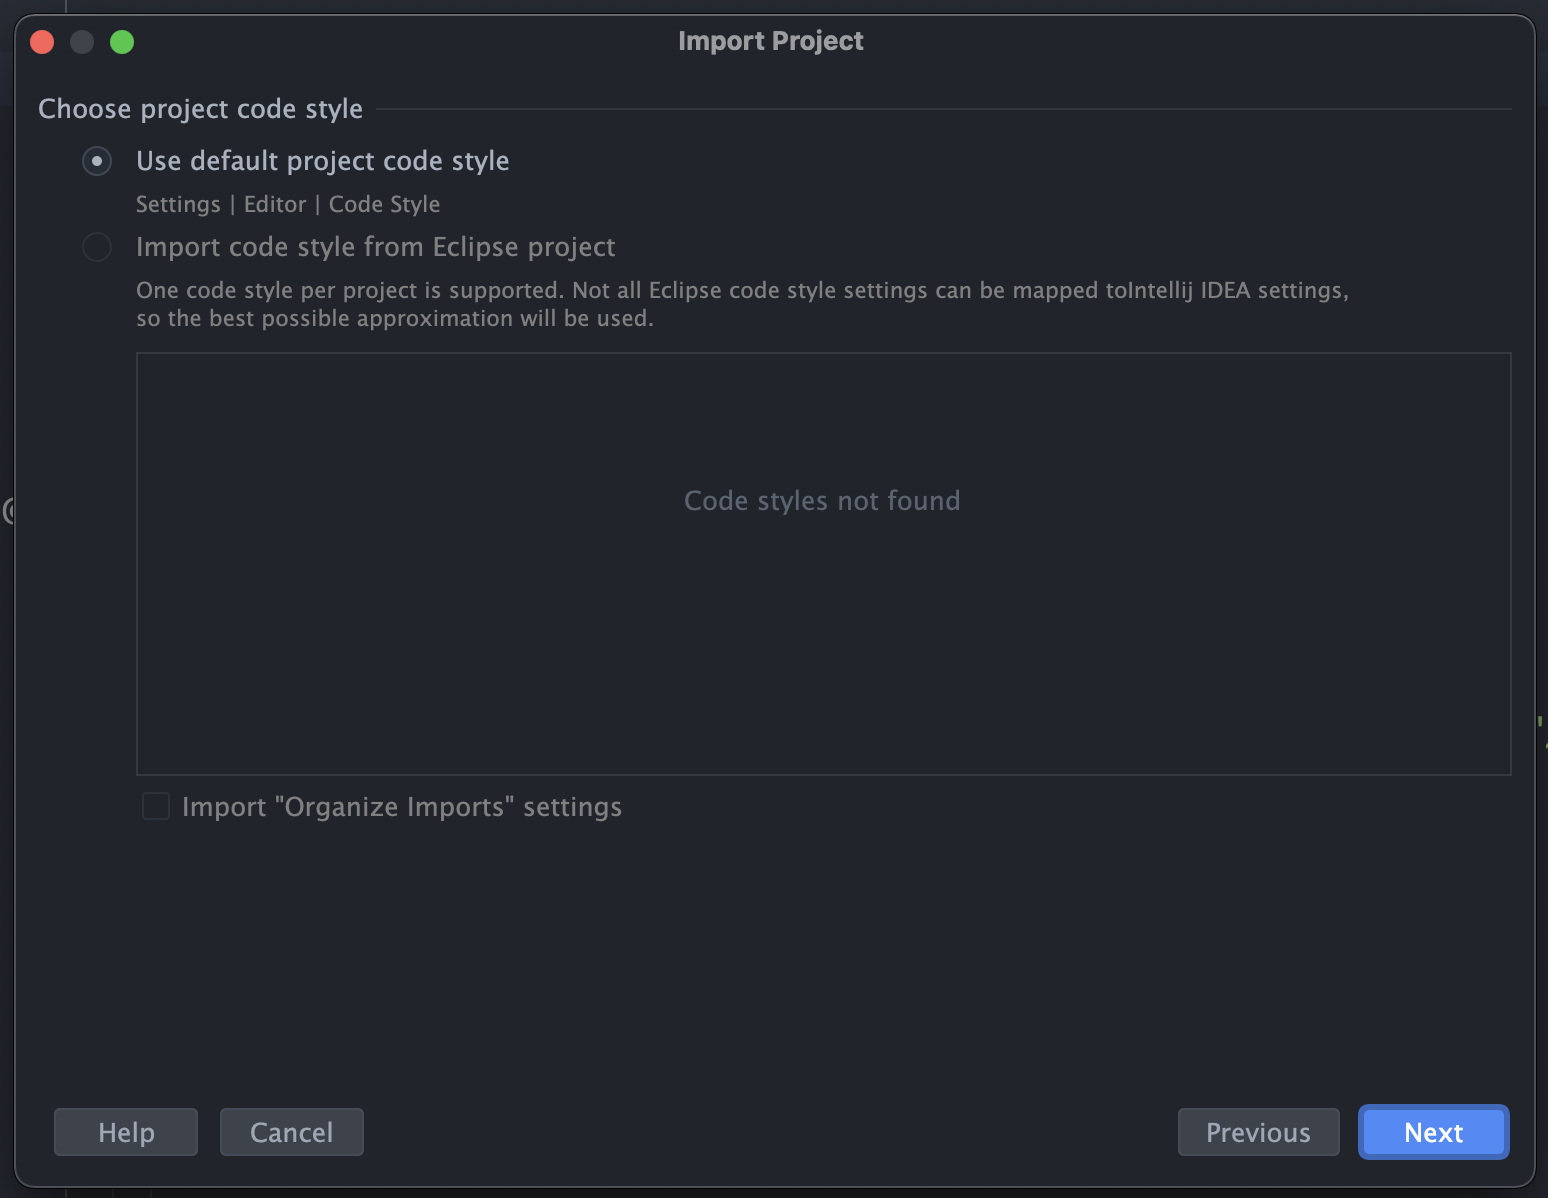 Import Project
Choose project code style
Use default project code style
Settings | Editor | Code Style
Import code style from Eclipse project
One code style per project is supported. Not all Eclipse code style settings can be mapped toIntellij IDEA settings,
so the best possible approximation will be used.
Code styles not found
Import "Organize Imports" settings
Help Cancel Previous Next